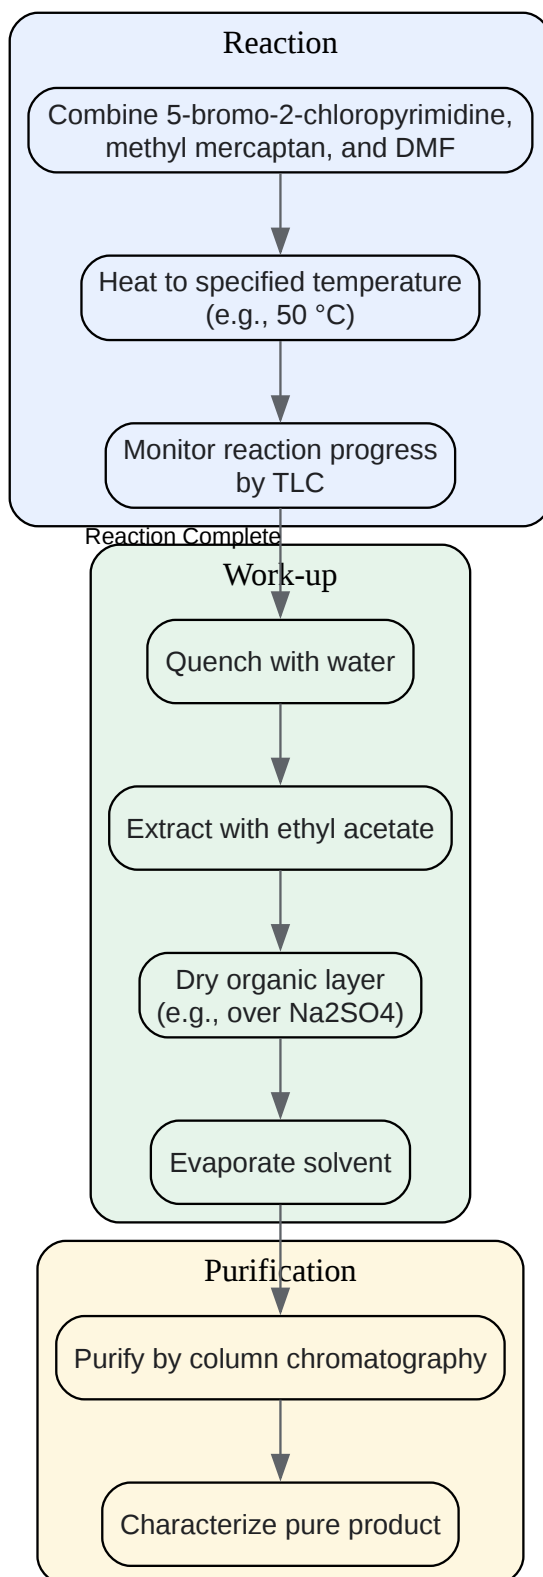 Reaction
Combine 5-bromo-2-chloropyrimidine,
methyl mercaptan, and DMF
Heat to specified temperature
(e.g., 50 °C)
Monitor reaction progress
by TLC
Reaction Complete
Work-up
Quench with water
Extract with ethyl acetate
Dry organic layer
(e.g., over Na2SO4)
Evaporate solvent
Purification
Purify by column chromatography
Characterize pure product